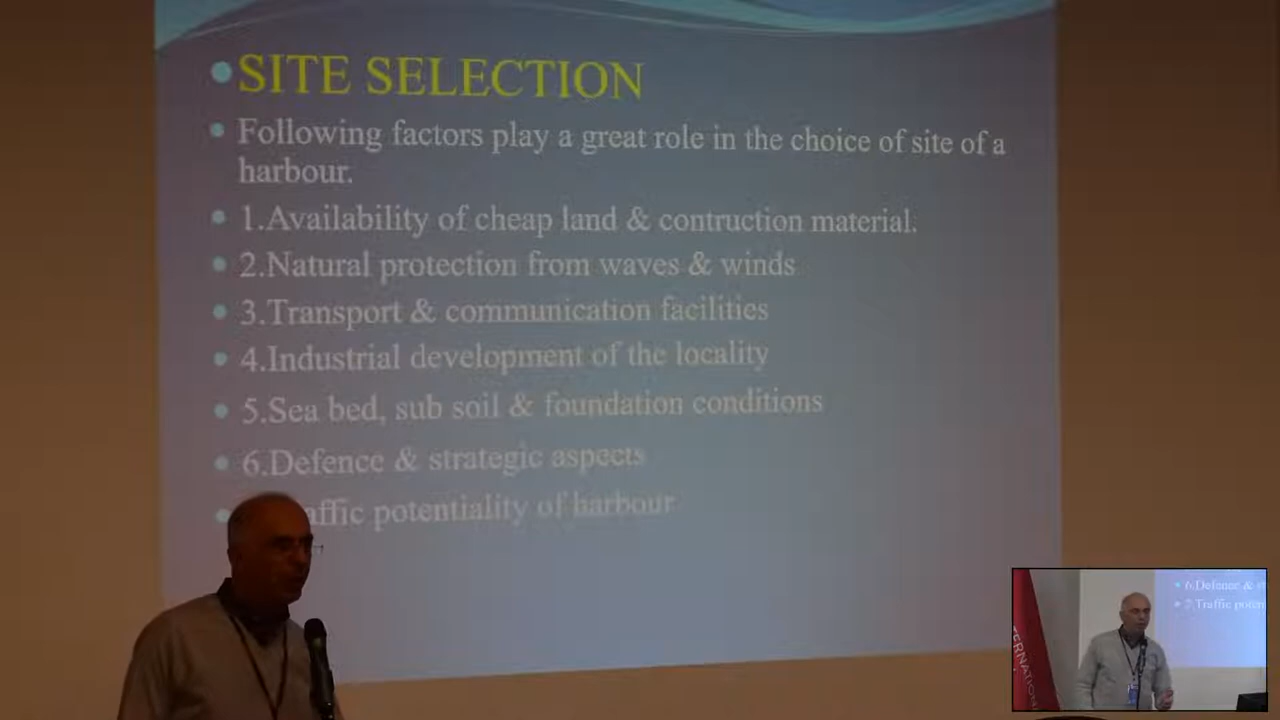 •SITE SELECTION
• Following factors play a great role in the choice of site of a
harbour.
• 1.Availability of cheap land & contruction material.
• 2.Natural protection from waves & winds
• 3.Transport & communication facilities
• 4.Industrial development of the locality
• 5.Sea bed, sub soil & foundation conditions
• 6.Defence & strategic aspects
• affic potentiality of harbour
• 6.Defence & st
• 7.Traffic poten
TERNATION